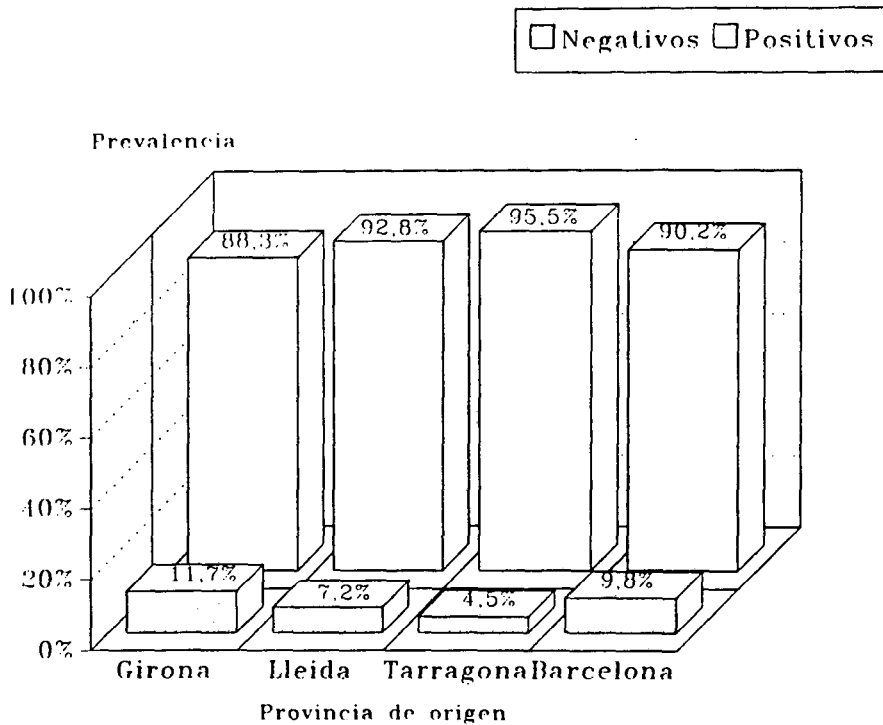 Negativos Positivos
Prevalencia
88,3% 92,8% 95,5% 90,2%
100%
80%
60%
40%
20%
0%
11,7% 7,2% 4,5% 9,8%
Girona Lleida Tarragona Barcelona
Provincia de origen